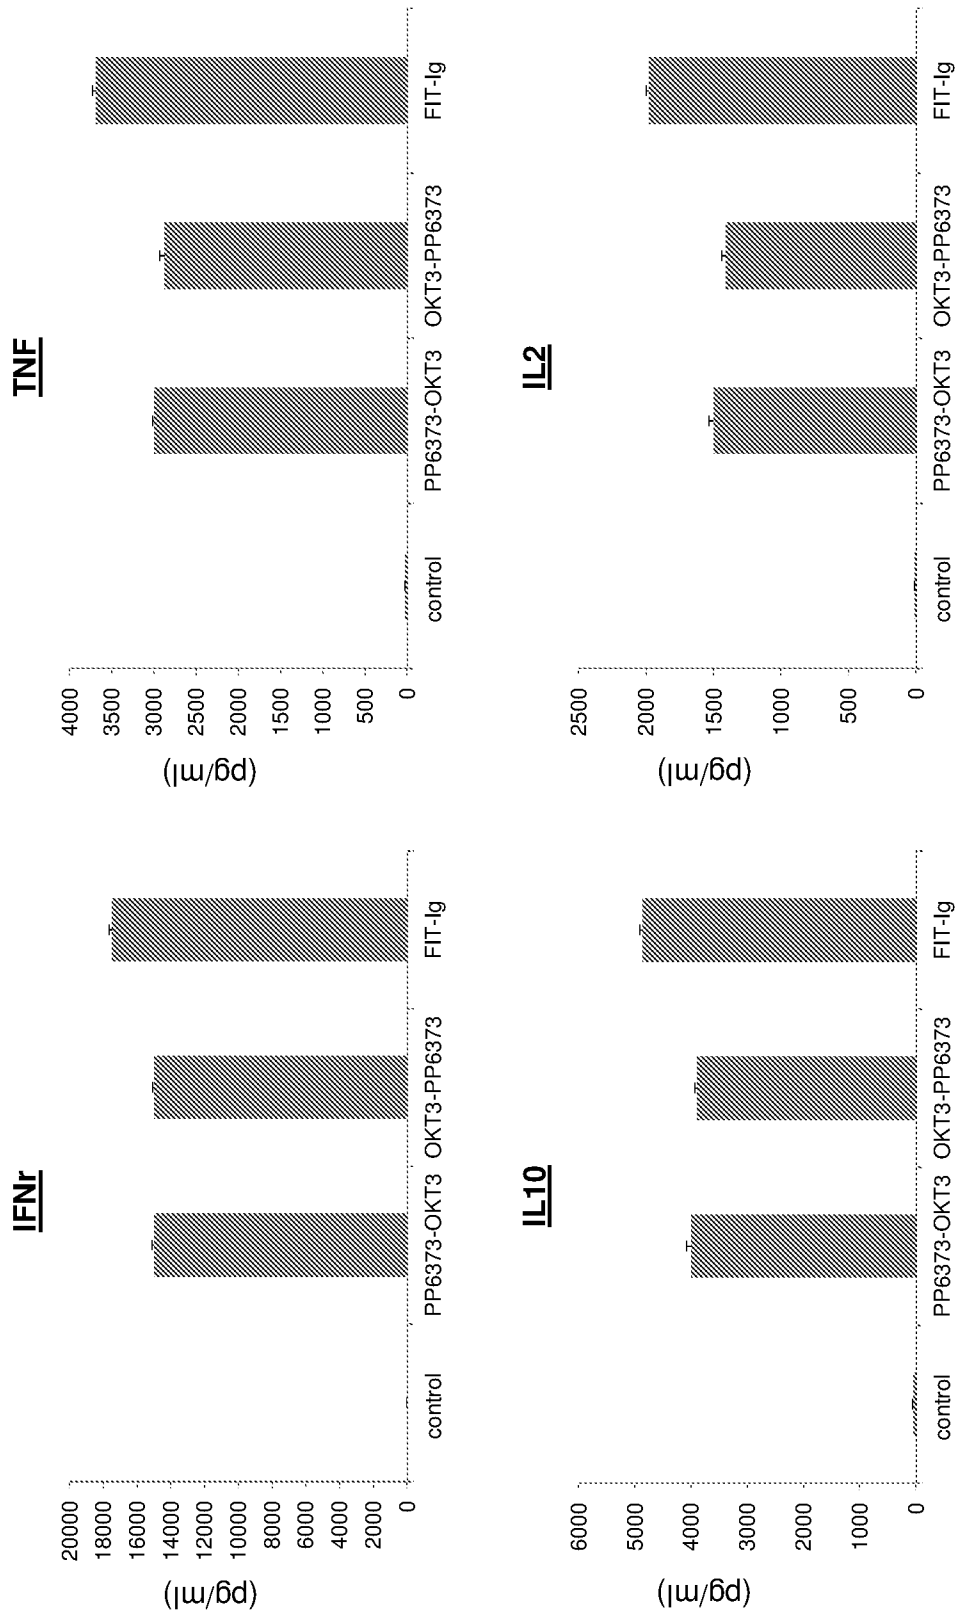 IFNr
(pg/ml)
20000
18000
16000
14000
12000
10000
8000
6000
4000
2000
0
control
PP6373-OKT3
OKT3-PP6373
FIT-Ig
TNF
(pg/ml)
4000
3500
3000
2500
2000
1500
1000
500
0
control
PP6373-OKT3
OKT3-PP6373
FIT-Ig
IL10
(pg/ml)
6000
5000
4000
3000
2000
1000
0
control
PP6373-OKT3
OKT3-PP6373
FIT-Ig
IL2
(pg/ml)
2500
2000
1500
1000
500
0
control
PP6373-OKT3
OKT3-PP6373
FIT-Ig